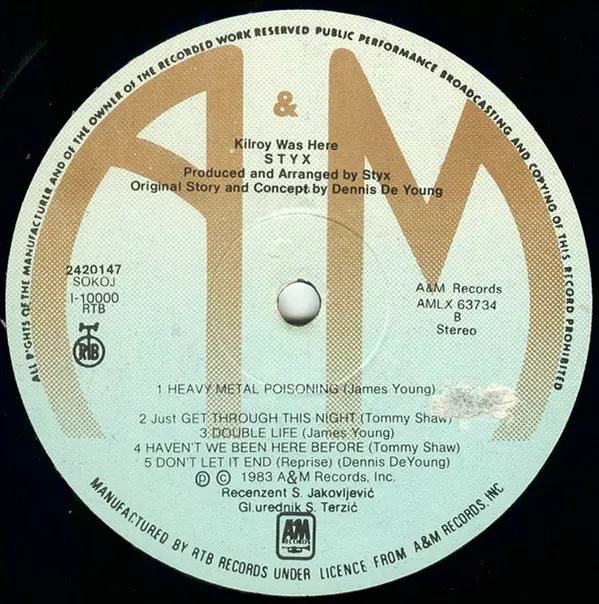 ALL RIGHTS OF THE MANUFACTURER AND OF THE OWNER OF THE RECORDED WORK RESERVED PUBLIC PERFORMANCE BROADCASTING AND COPYING OF THIS RECORD PROHIBITED
A&M
Kilroy Was Here
STYX
Produced and Arranged by Styx
Original Story and Concept by Dennis De Young
2420147
SOKOJ
I-10000
RTB
RTB
A&M Records
AMLX 63734
B
Stereo
1 HEAVY METAL POISONING (James Young)
2 Just GET THROUGH THIS NIGHT (Tommy Shaw)
3 DOUBLE LIFE (James Young)
4 HAVEN'T WE BEEN HERE BEFORE (Tommy Shaw)
5 DON'T LET IT END (Reprise) (Dennis DeYoung)
Ⓟ Ⓒ 1983 A&M Records, Inc.
Recenzent S. Jakovljević
Gl.urednik S. Terzić
A&M
RECORDS
MANUFACTURED BY RTB RECORDS UNDER LICENCE FROM A&M RECORDS, INC